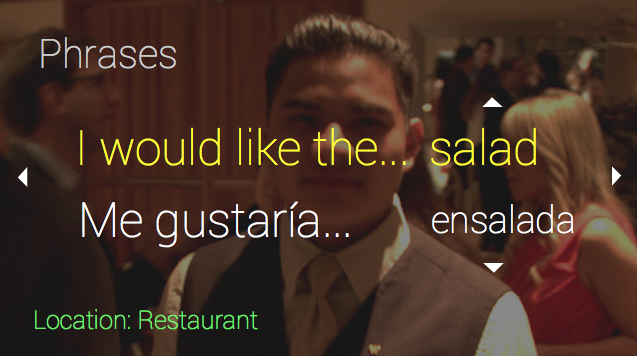 Phrases
I would like the... salad
Me gustaría... ensalada
Location: Restaurant